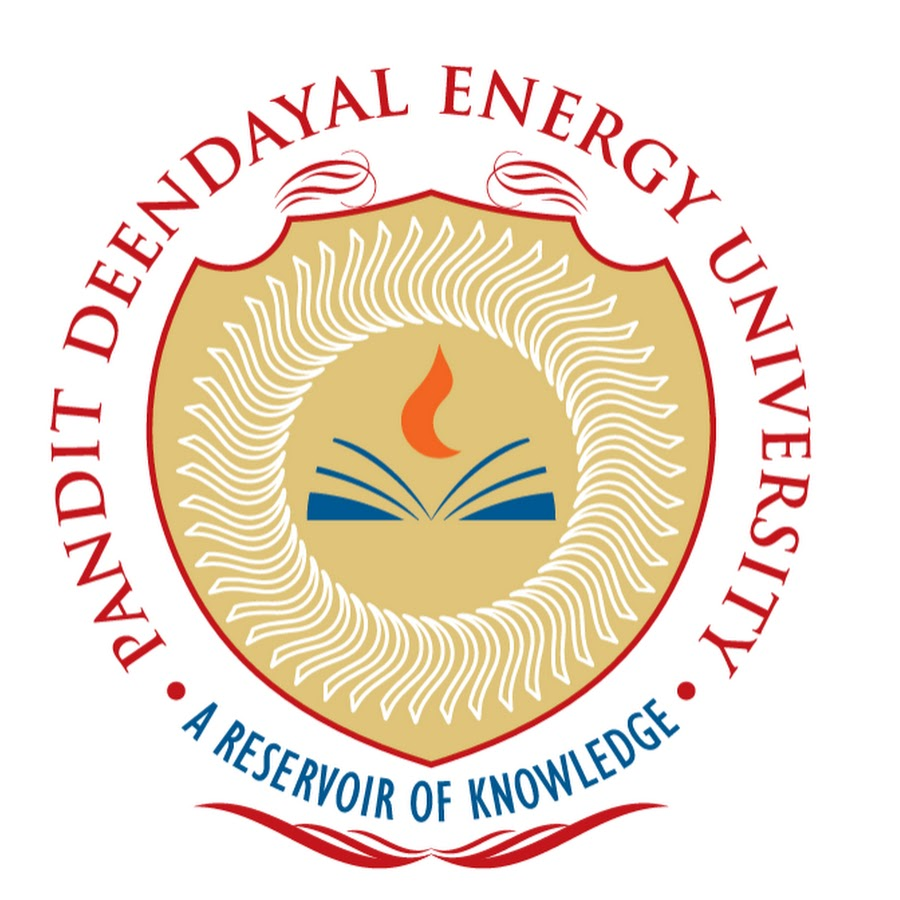 PANDIT DEENDAYAL ENERGY UNIVERSITY
A RESERVOIR OF KNOWLEDGE